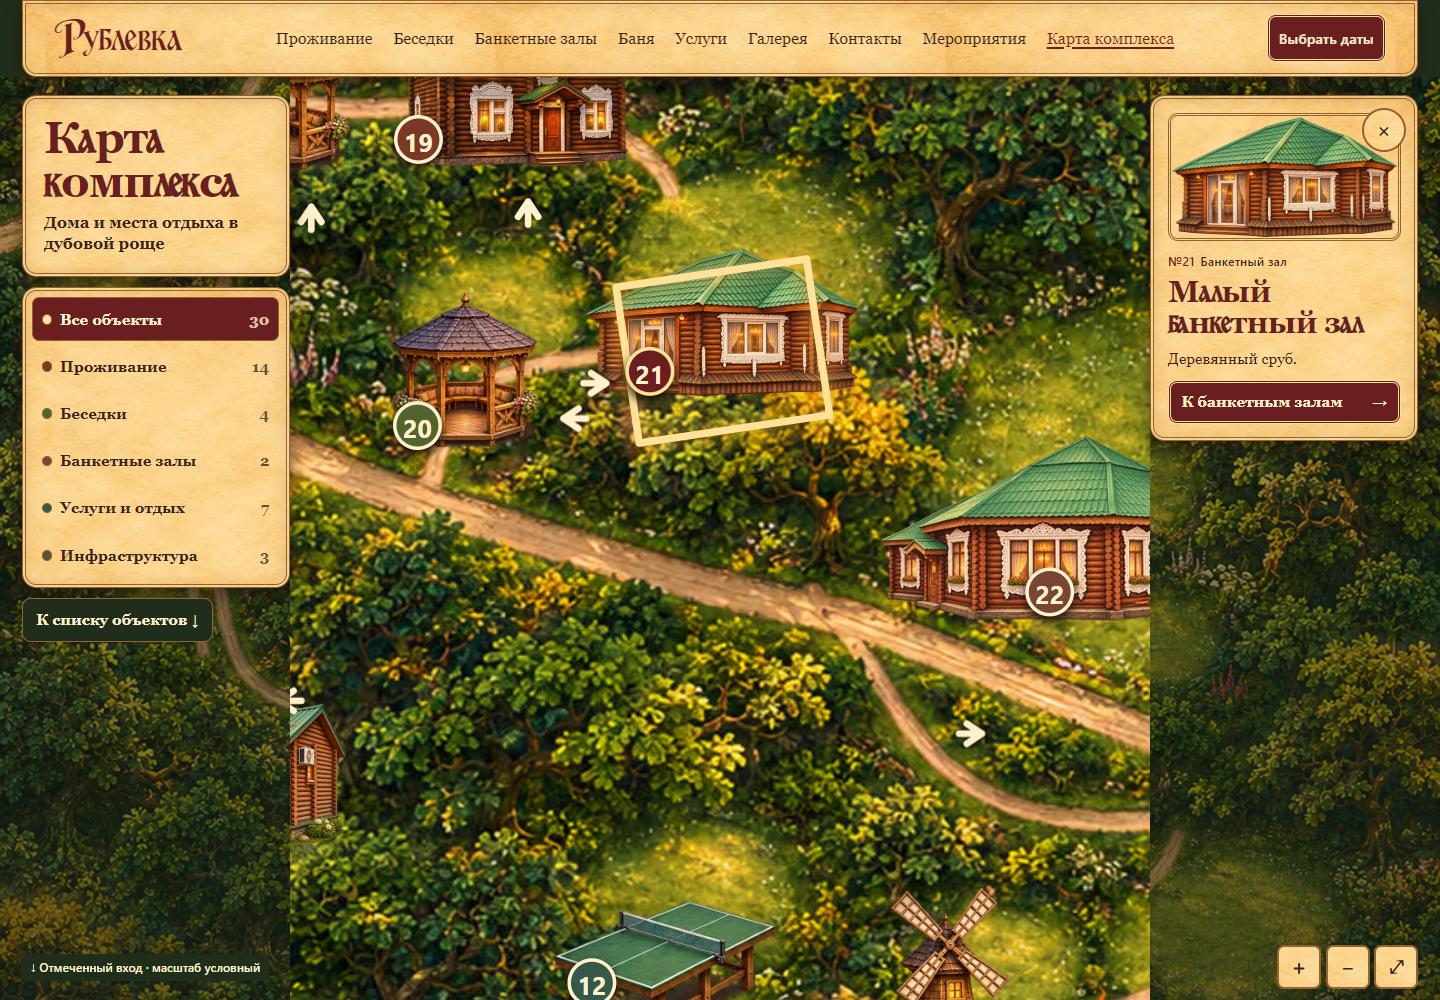 Рублевка
Проживание
Беседки
Банкетные залы
Баня
Услуги
Галерея
Контакты
Мероприятия
Карта комплекса
Выбрать даты
Карта
комплекса
Дома и места отдыха в
дубовой роще
Все объекты 30
Проживание 14
Беседки 4
Банкетные залы 2
Услуги и отдых 7
Инфраструктура 3
К списку объектов ↓
↓ Отмеченный вход · масштаб условный
19
20
21
22
12
×
№21 Банкетный зал
Малый
банкетный зал
Деревянный сруб.
К банкетным залам →
+
−
⤢